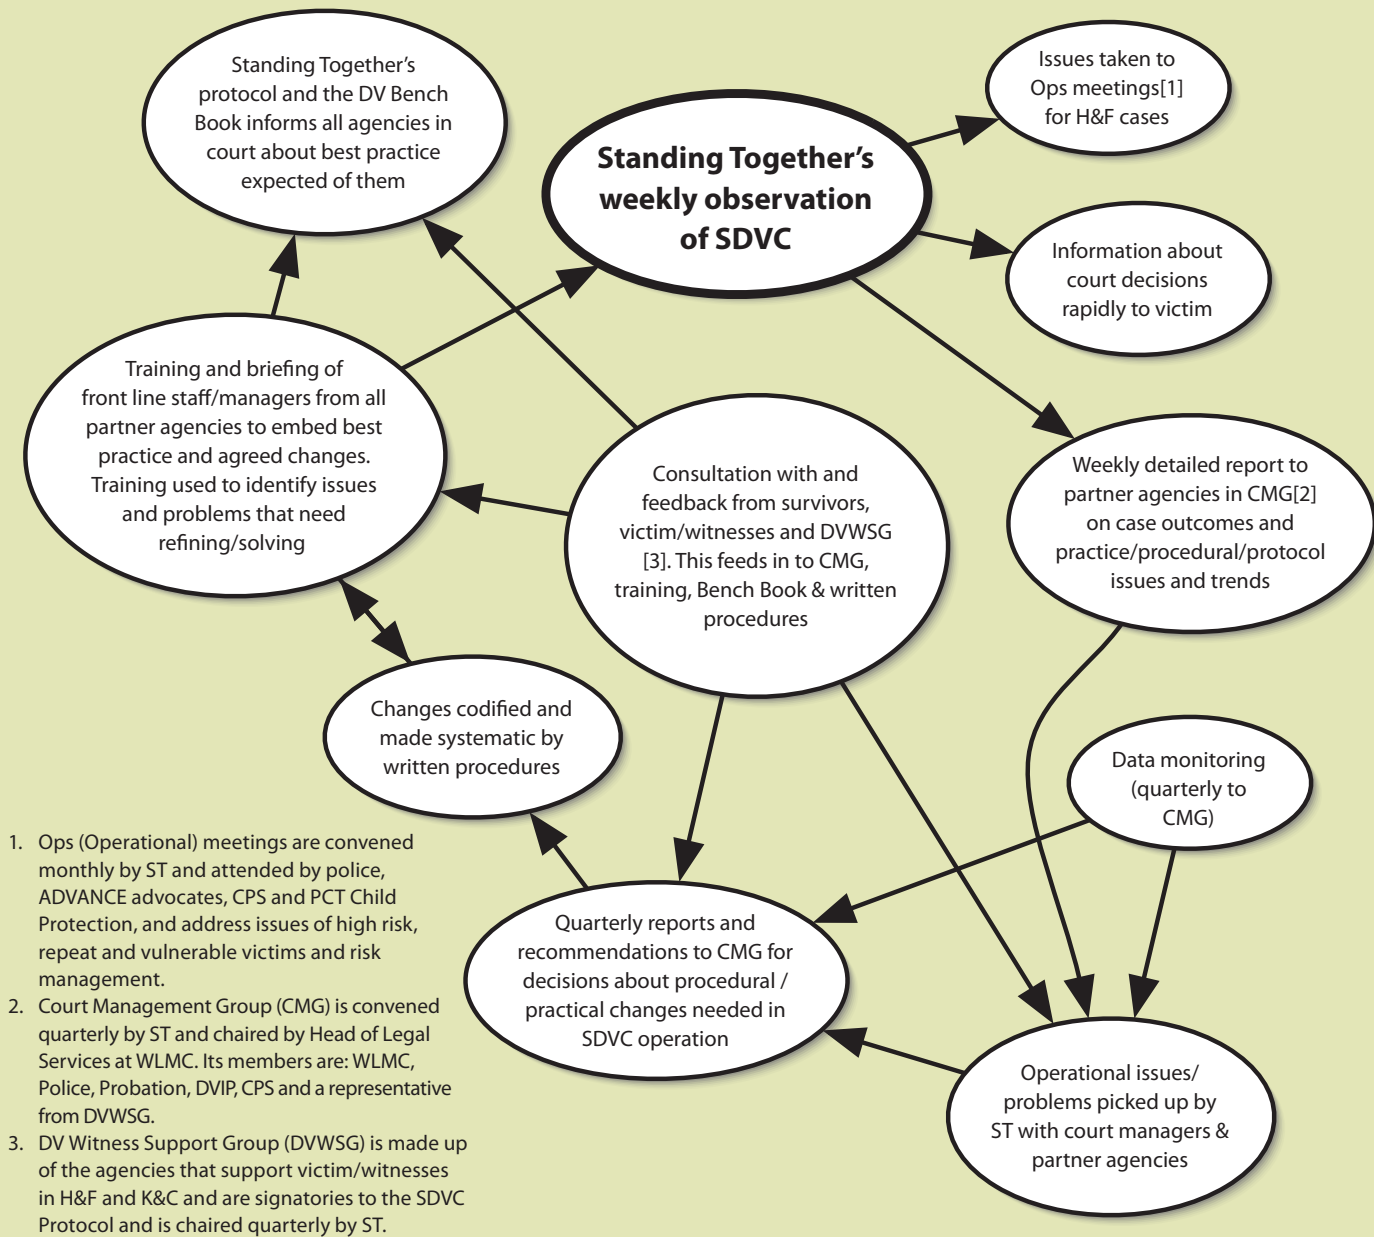 Standing Together’s
protocol and the DV Bench
Book informs all agencies in
court about best practice
expected of them
Standing Together’s
weekly observation
of SDVC
Issues taken to
Ops meetings[1]
for H&F cases
Information about
court decisions
rapidly to victim
Training and briefing of
front line staff/managers from all
partner agencies to embed best
practice and agreed changes.
Training used to identify issues
and problems that need
refining/solving
Consultation with and
feedback from survivors,
victim/witnesses and DVWSG
[3]. This feeds in to CMG,
training, Bench Book & written
procedures
Weekly detailed report to
partner agencies in CMG[2]
on case outcomes and
practice/procedural/protocol
issues and trends
Changes codified and
made systematic by
written procedures
Data monitoring
(quarterly to
CMG)
Quarterly reports and
recommendations to CMG for
decisions about procedural /
practical changes needed in
SDVC operation
Operational issues/
problems picked up by
ST with court managers &
partner agencies
1. Ops (Operational) meetings are convened
monthly by ST and attended by police,
ADVANCE advocates, CPS and PCT Child
Protection, and address issues of high risk,
repeat and vulnerable victims and risk
management.
2. Court Management Group (CMG) is convened
quarterly by ST and chaired by Head of Legal
Services at WLMC. Its members are: WLMC,
Police, Probation, DVIP, CPS and a representative
from DVWSG.
3. DV Witness Support Group (DVWSG) is made up
of the agencies that support victim/witnesses
in H&F and K&C and are signatories to the SDVC
Protocol and is chaired quarterly by ST.